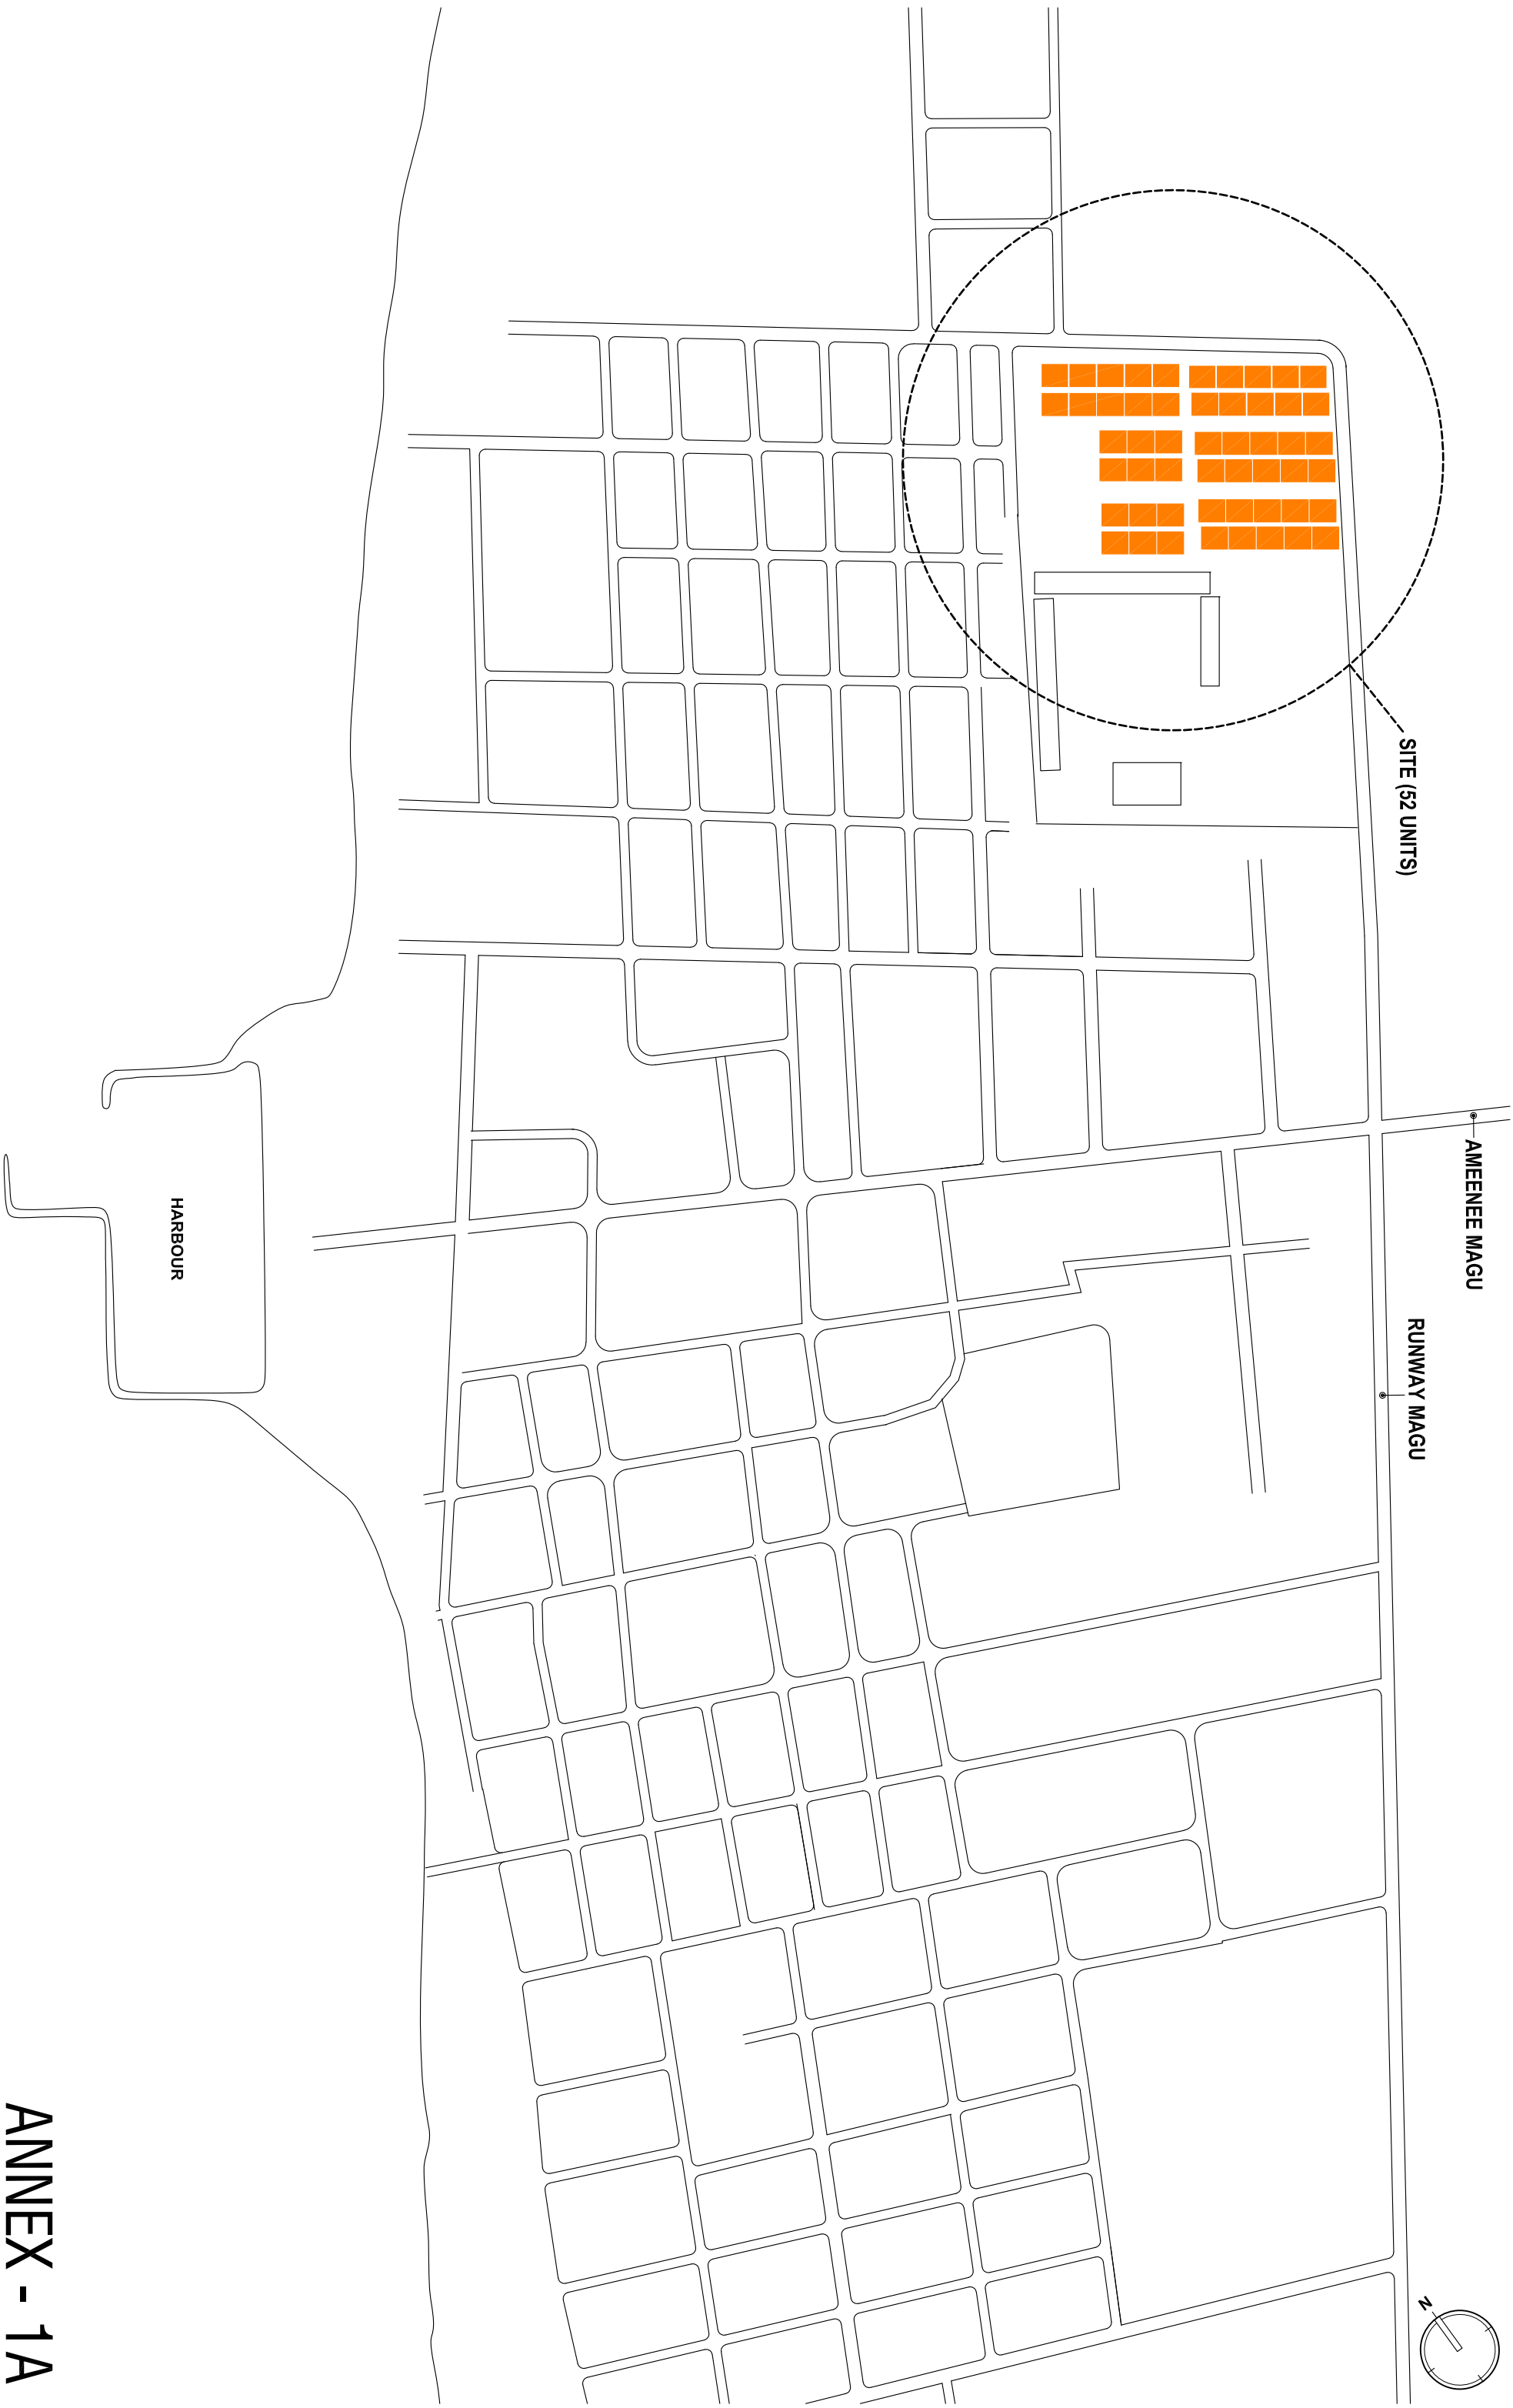 SITE (52 UNITS)
AMEENEE MAGU
RUNWAY MAGU
HARBOUR
N
ANNEX - 1A